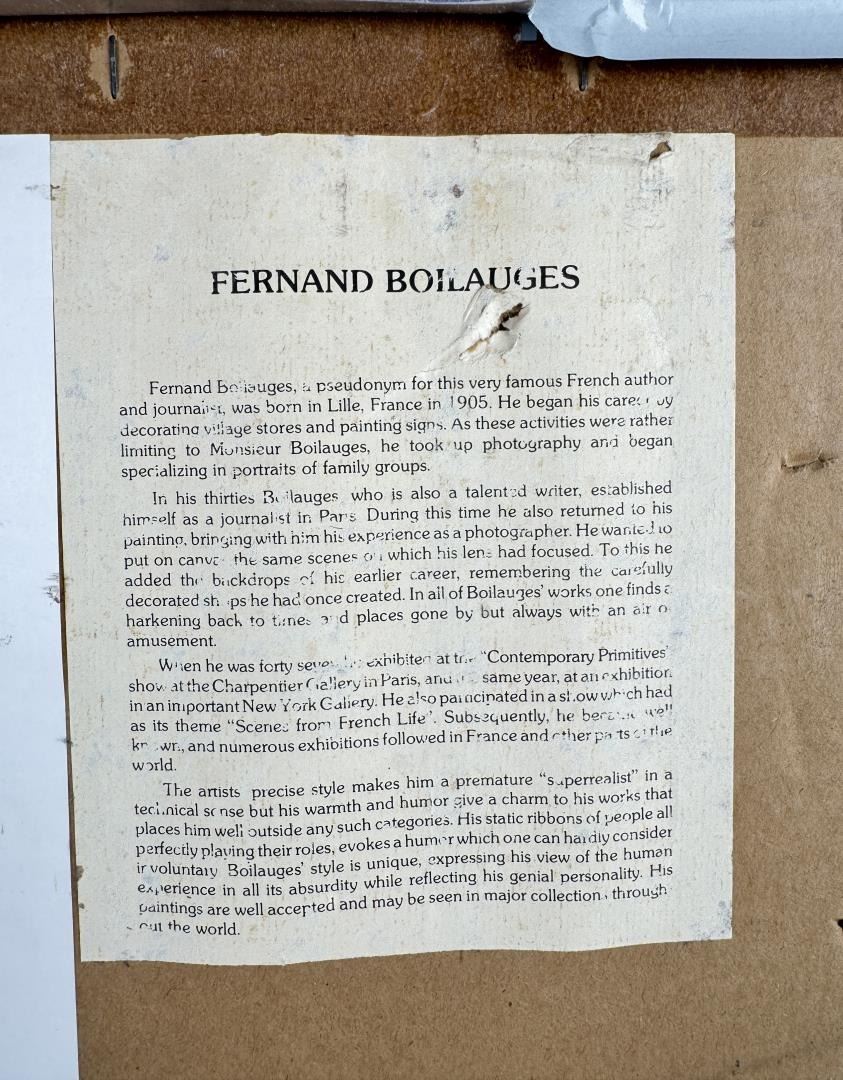 FERNAND BOILAUGES
Fernand Boilauges, a pseudonym for this very famous French author
and journalist, was born in Lille, France in 1905. He began his career by
decorating village stores and painting signs. As these activities were rather
limiting to Monsieur Boilauges, he took up photography and began
specializing in portraits of family groups.
In his thirties Boilauges who is also a talented writer, established
himself as a journalist in Paris During this time he also returned to his
painting, bringing with him his experience as a photographer. He wanted to
put on canvas the same scenes on which his lens had focused. To this he
added the backdrops of his earlier career, remembering the carefully
decorated shops he had once created. In all of Boilauges' works one finds a
harkening back to times and places gone by but always with an air of
amusement.
When he was forty seven he exhibited at the "Contemporary Primitives'
show at the Charpentier Gallery in Paris, and same year, at an exhibition
in an important New York Gallery. He also participated in a show which had
as its theme "Scenes from French Life". Subsequently, he became well
known, and numerous exhibitions followed in France and other parts of the
world.
The artists precise style makes him a premature "superrealist" in a
technical sense but his warmth and humor give a charm to his works that
places him well outside any such categories. His static ribbons of people all
perfectly playing their roles, evokes a humor which one can hardly consider
involuntary Boilauges' style is unique, expressing his view of the human
experience in all its absurdity while reflecting his genial personality. His
paintings are well accepted and may be seen in major collections through
out the world.